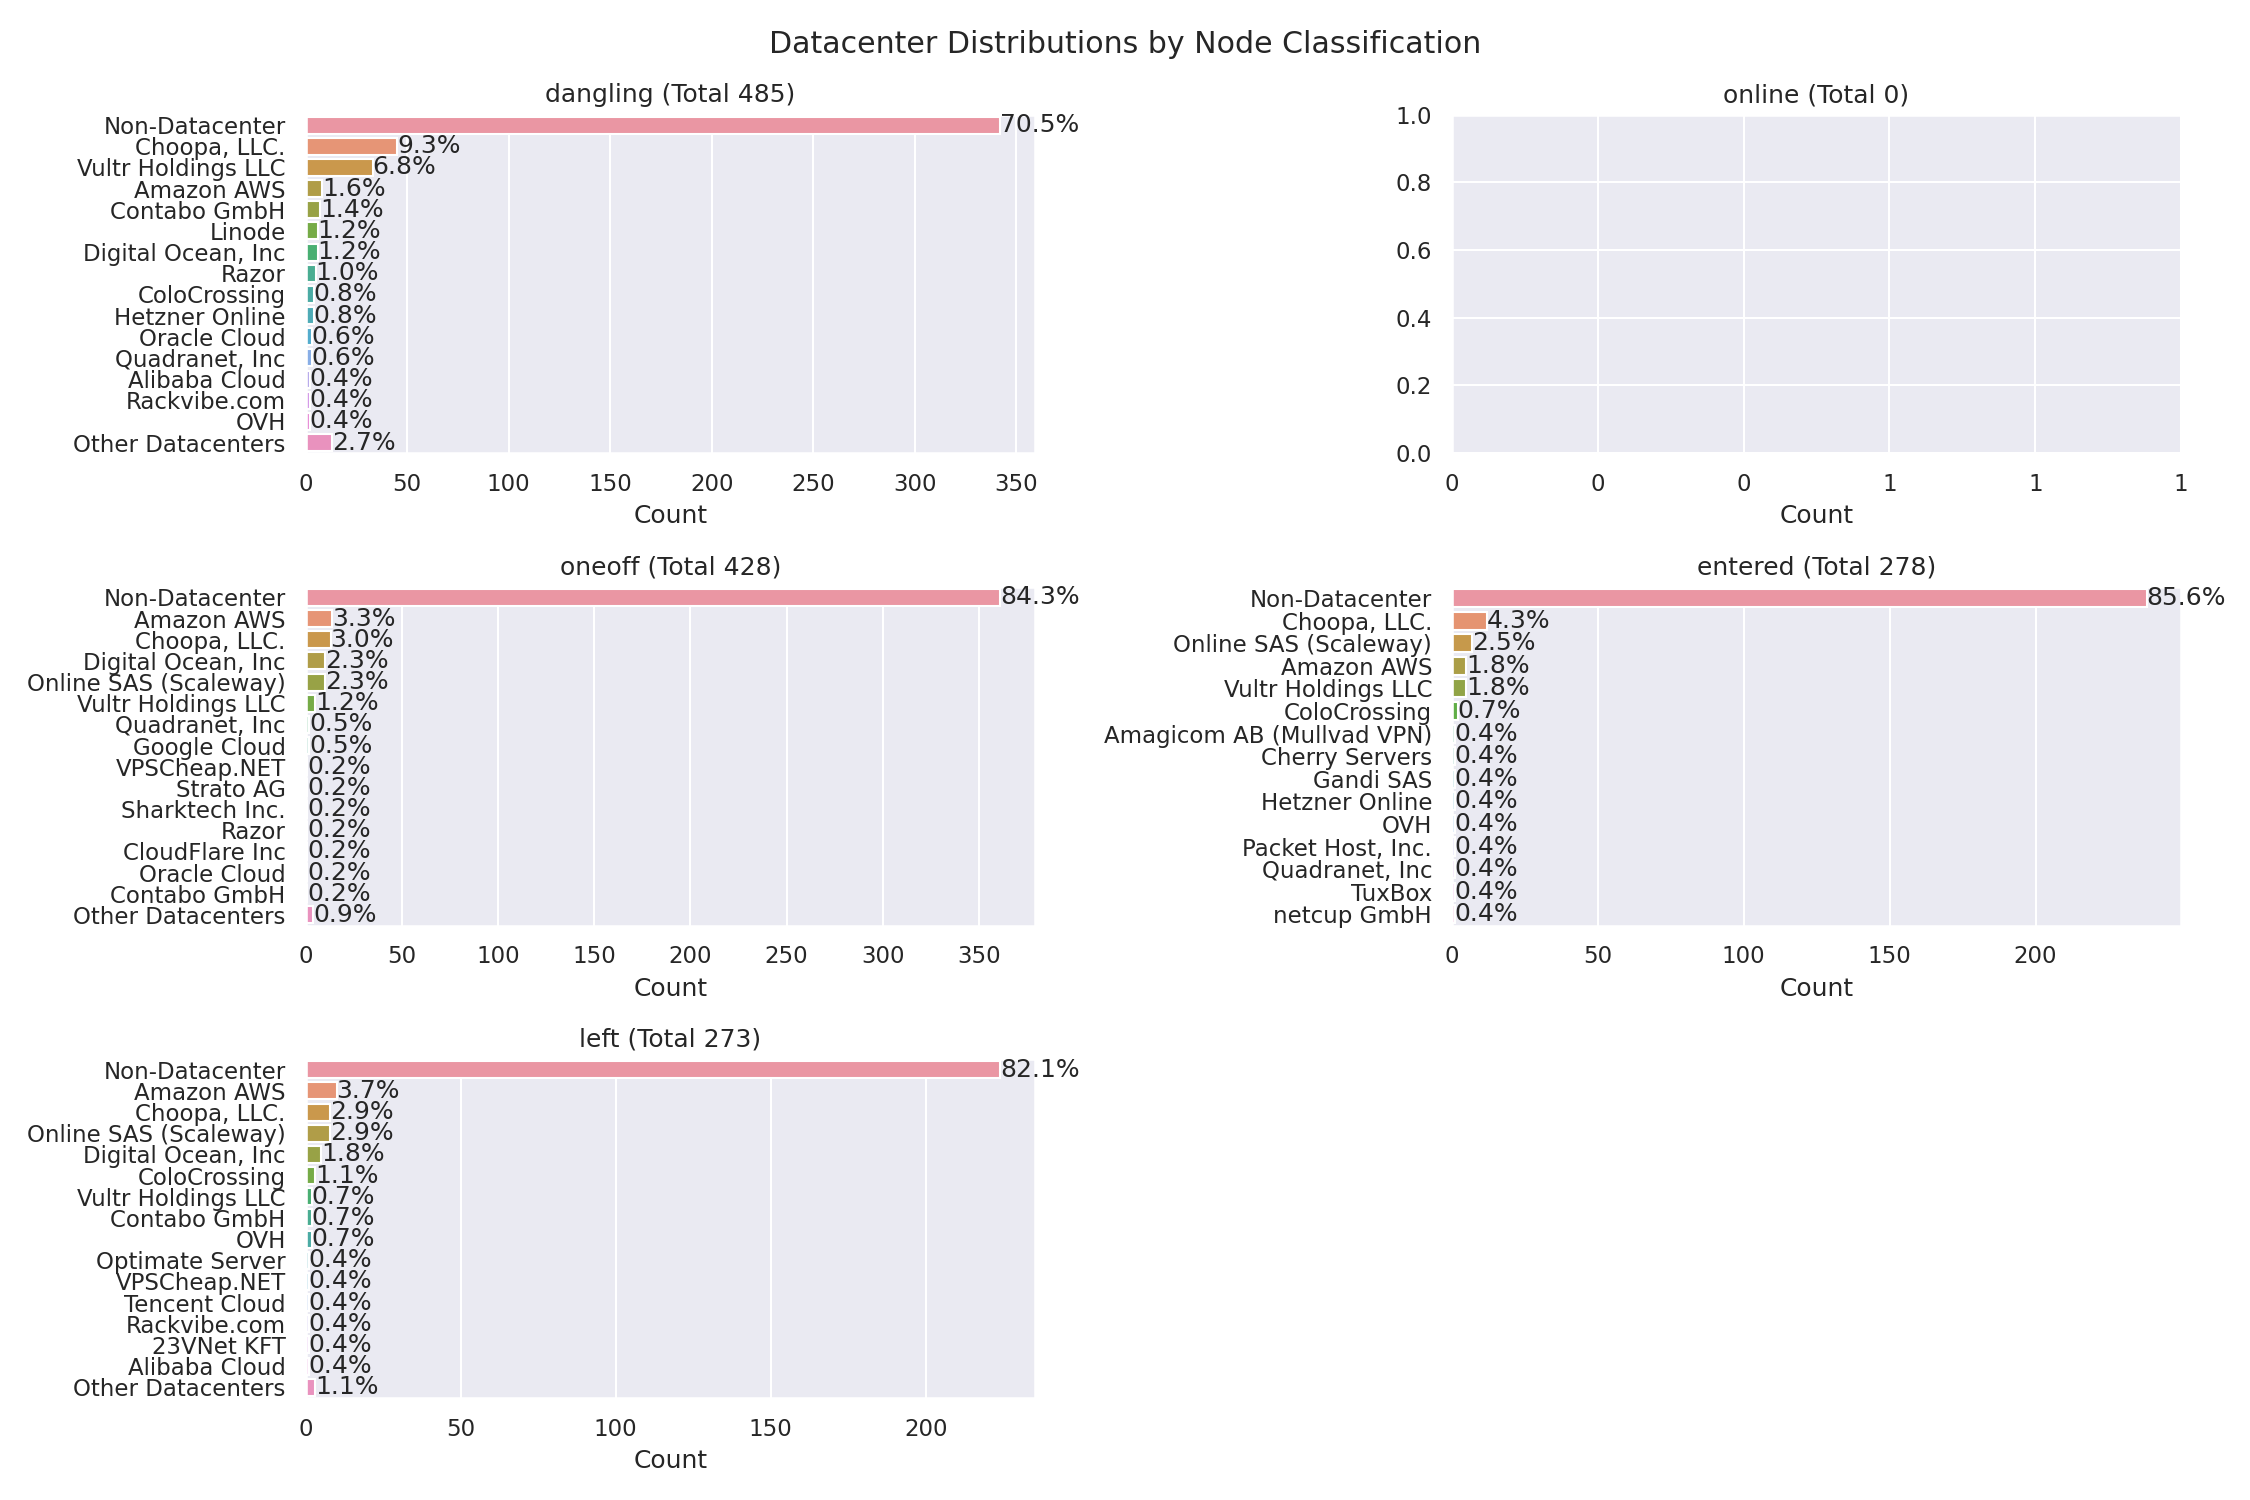 Datacenter Distributions by Node Classification
dangling (Total 485)
Non-Datacenter 70.5%
Choopa, LLC. 9.3%
Vultr Holdings LLC 6.8%
Amazon AWS 1.6%
Contabo GmbH 1.4%
Linode 1.2%
Digital Ocean, Inc 1.2%
Razor 1.0%
ColoCrossing 0.8%
Hetzner Online 0.8%
Oracle Cloud 0.6%
Quadranet, Inc 0.6%
Alibaba Cloud 0.4%
Rackvibe.com 0.4%
OVH 0.4%
Other Datacenters 2.7%
0 50 100 150 200 250 300 350
Count
online (Total 0)
1.0
0.8
0.6
0.4
0.2
0.0
0 0 0 1 1 1
Count
oneoff (Total 428)
Non-Datacenter 84.3%
Amazon AWS 3.3%
Choopa, LLC. 3.0%
Digital Ocean, Inc 2.3%
Online SAS (Scaleway) 2.3%
Vultr Holdings LLC 1.2%
Quadranet, Inc 0.5%
Google Cloud 0.5%
VPSCheap.NET 0.2%
Strato AG 0.2%
Sharktech Inc. 0.2%
Razor 0.2%
CloudFlare Inc 0.2%
Oracle Cloud 0.2%
Contabo GmbH 0.2%
Other Datacenters 0.9%
0 50 100 150 200 250 300 350
Count
entered (Total 278)
Non-Datacenter 85.6%
Choopa, LLC. 4.3%
Online SAS (Scaleway) 2.5%
Amazon AWS 1.8%
Vultr Holdings LLC 1.8%
ColoCrossing 0.7%
Amagicom AB (Mullvad VPN) 0.4%
Cherry Servers 0.4%
Gandi SAS 0.4%
Hetzner Online 0.4%
OVH 0.4%
Packet Host, Inc. 0.4%
Quadranet, Inc 0.4%
TuxBox 0.4%
netcup GmbH 0.4%
0 50 100 150 200
Count
left (Total 273)
Non-Datacenter 82.1%
Amazon AWS 3.7%
Choopa, LLC. 2.9%
Online SAS (Scaleway) 2.9%
Digital Ocean, Inc 1.8%
ColoCrossing 1.1%
Vultr Holdings LLC 0.7%
Contabo GmbH 0.7%
OVH 0.7%
Optimate Server 0.4%
VPSCheap.NET 0.4%
Tencent Cloud 0.4%
Rackvibe.com 0.4%
23VNet KFT 0.4%
Alibaba Cloud 0.4%
Other Datacenters 1.1%
0 50 100 150 200
Count